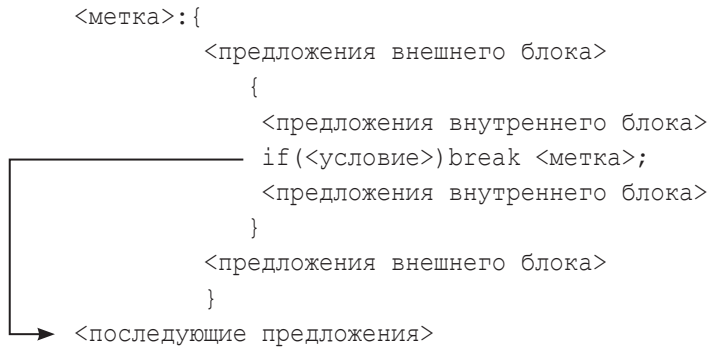 <метка>:{
<предложения внешнего блока>
{
<предложения внутреннего блока>
if(<условие>)break <метка>;
<предложения внутреннего блока>
}
<предложения внешнего блока>
}
<последующие предложения>